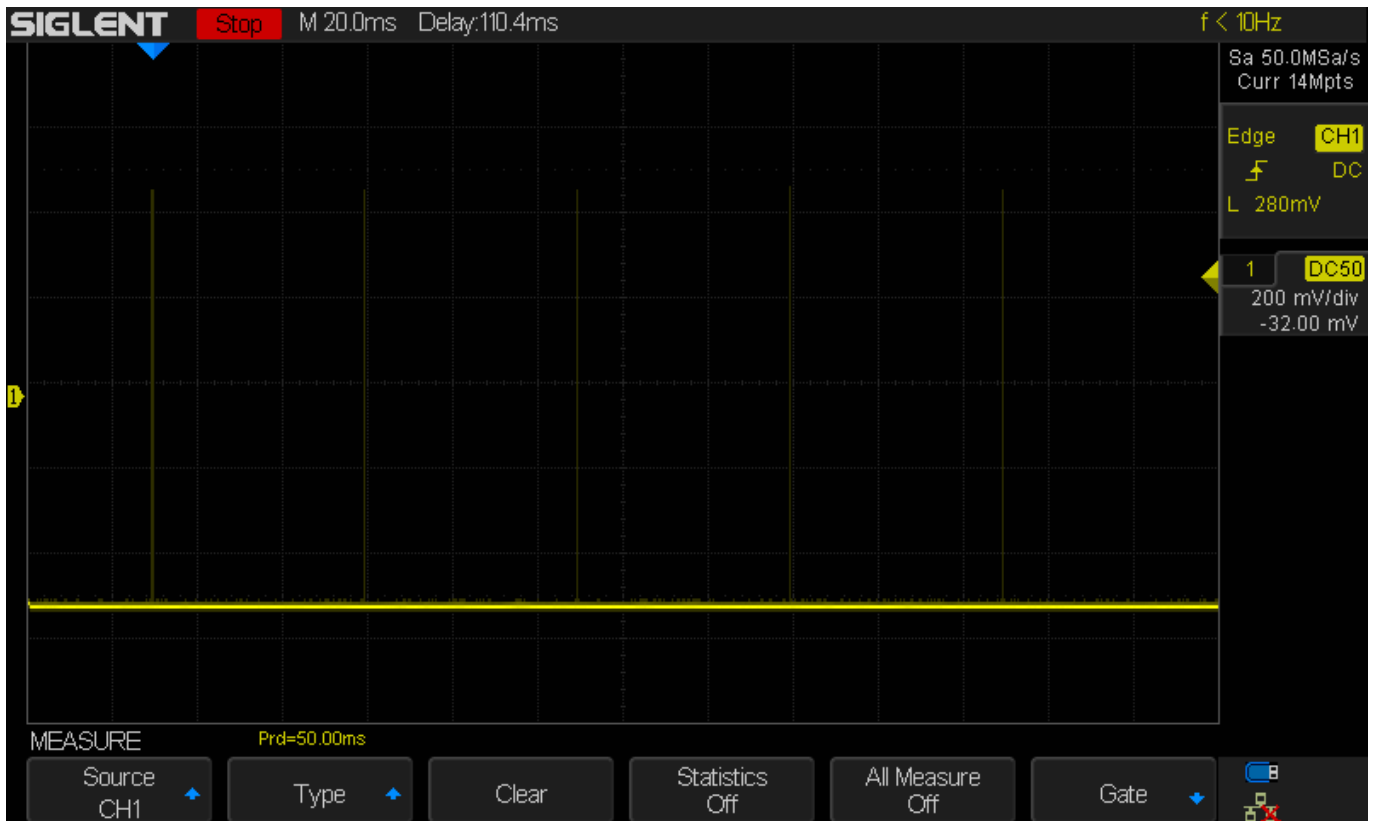 SIGLENT Stop M 20.0ms Delay:110.4ms f < 10Hz
Sa 50.0MSa/s
Curr 14Mpts
Edge CH1
DC
L 280mV
1 DC50
200 mV/div
-32.00 mV
1
MEASURE Prd=50.00ms
Source
CH1
Type
Clear
Statistics
Off
All Measure
Off
Gate